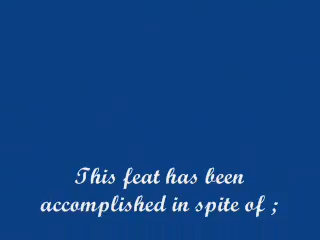 This feat has been
accomplished in spite of ;